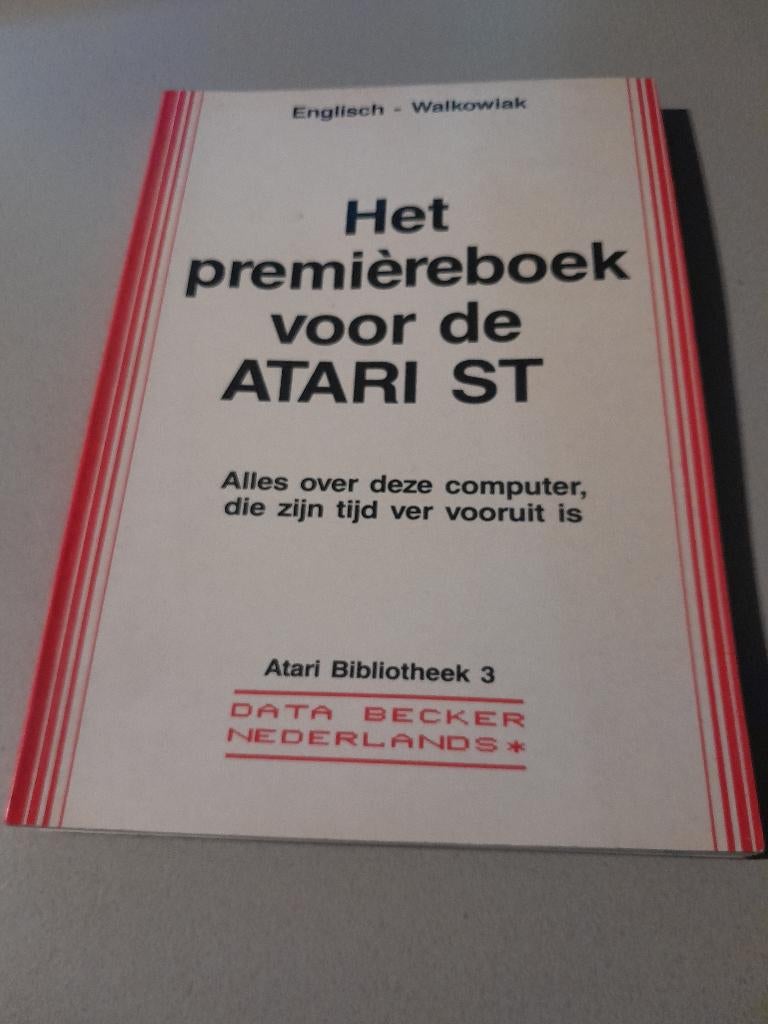 Englisch - Walkowiak
Het
premièreboek
voor de
ATARI ST
Alles over deze computer,
die zijn tijd ver vooruit is
Atari Bibliotheek 3
DATA BECKER
NEDERLANDS*